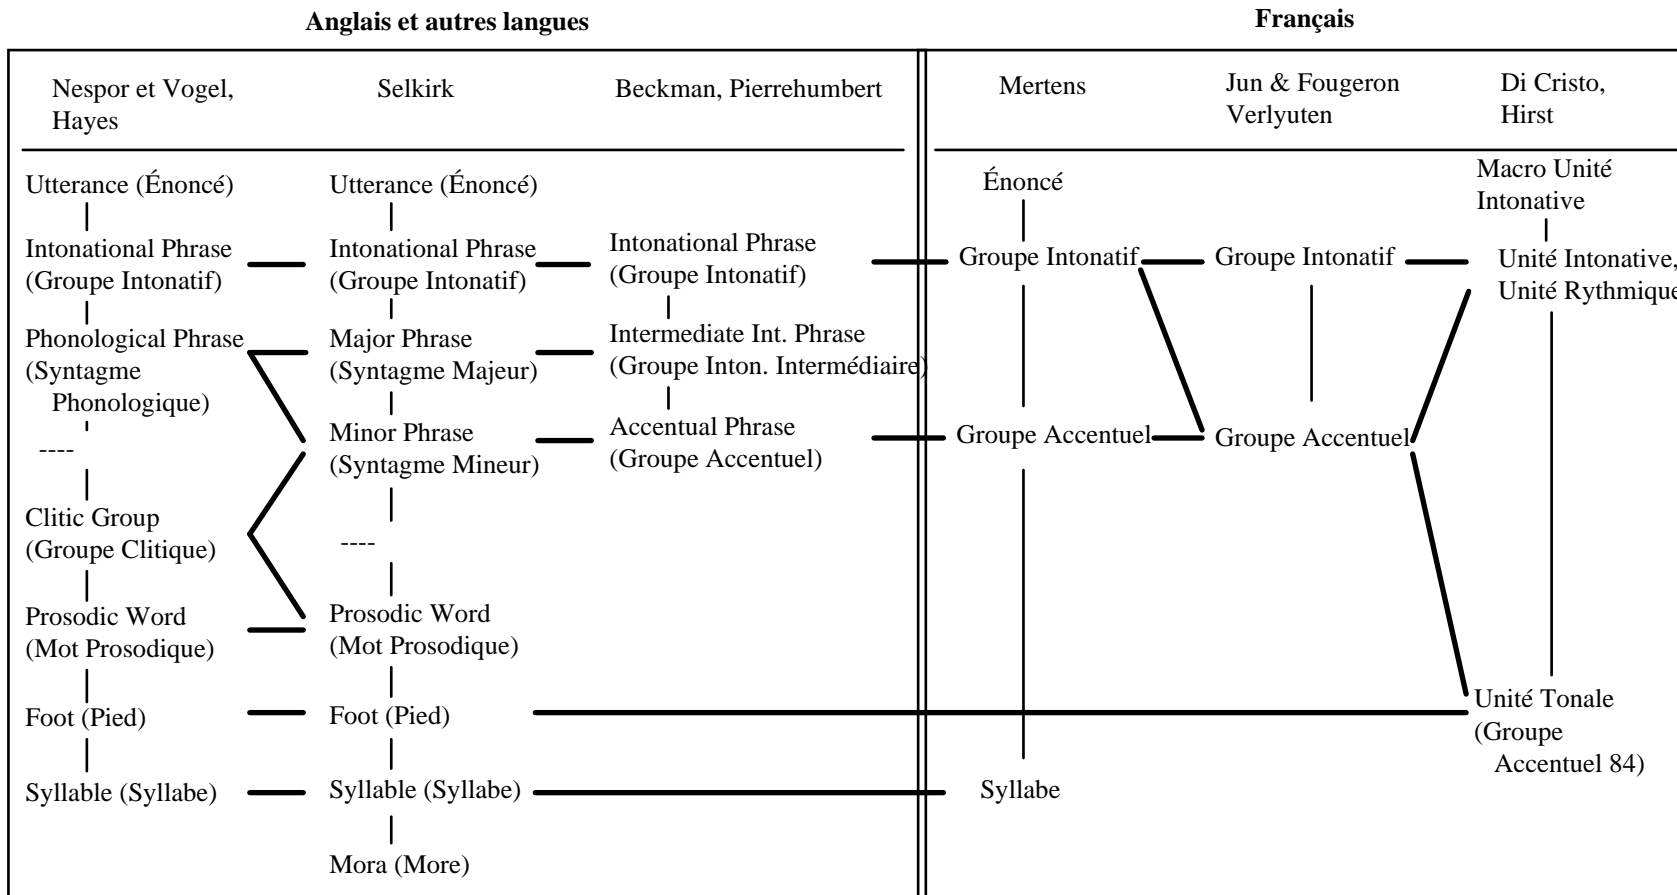 Anglais et autres langues
Français
Nespor et Vogel,
Hayes
Selkirk
Beckman, Pierrehumbert
Mertens
Jun & Fougeron
Verlyuten
Di Cristo,
Hirst
Utterance (Énoncé)
Intonational Phrase
(Groupe Intonatif)
Phonological Phrase
(Syntagme
Phonologique)
----
Clitic Group
(Groupe Clitique)
Prosodic Word
(Mot Prosodique)
Foot (Pied)
Syllable (Syllabe)
Utterance (Énoncé)
Intonational Phrase
(Groupe Intonatif)
Major Phrase
(Syntagme Majeur)
Minor Phrase
(Syntagme Mineur)
----
Prosodic Word
(Mot Prosodique)
Foot (Pied)
Syllable (Syllabe)
Mora (More)
Intonational Phrase
(Groupe Intonatif)
Intermediate Int. Phrase
(Groupe Inton. Intermédiaire)
Accentual Phrase
(Groupe Accentuel)
Énoncé
Groupe Intonatif
Groupe Accentuel
Syllabe
Groupe Intonatif
Groupe Accentuel
Macro Unité
Intonative
Unité Intonative,
Unité Rythmique
Unité Tonale
(Groupe
Accentuel 84)